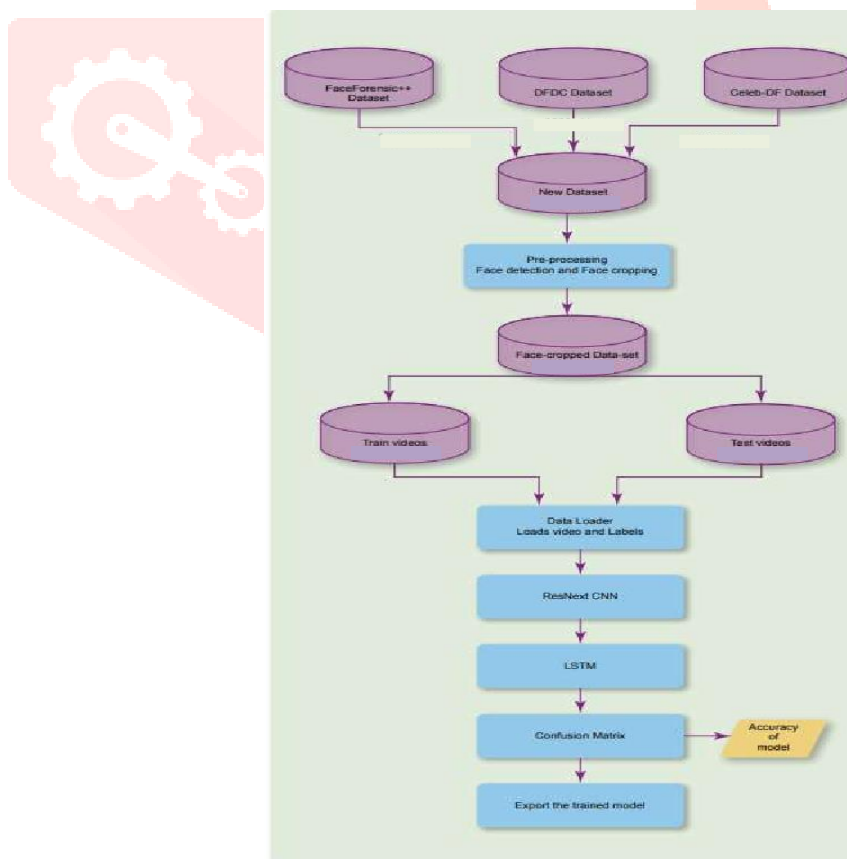 FaceForensic++
Dataset
DFDC Dataset
Celeb-DF Dataset
New Dataset
Pre-processing
Face detection and Face cropping
Face-cropped Data-set
Train videos
Test videos
Data Loader
Loads video and Labels
ResNext CNN
LSTM
Confusion Matrix
Accuracy
of
model
Export the trained model